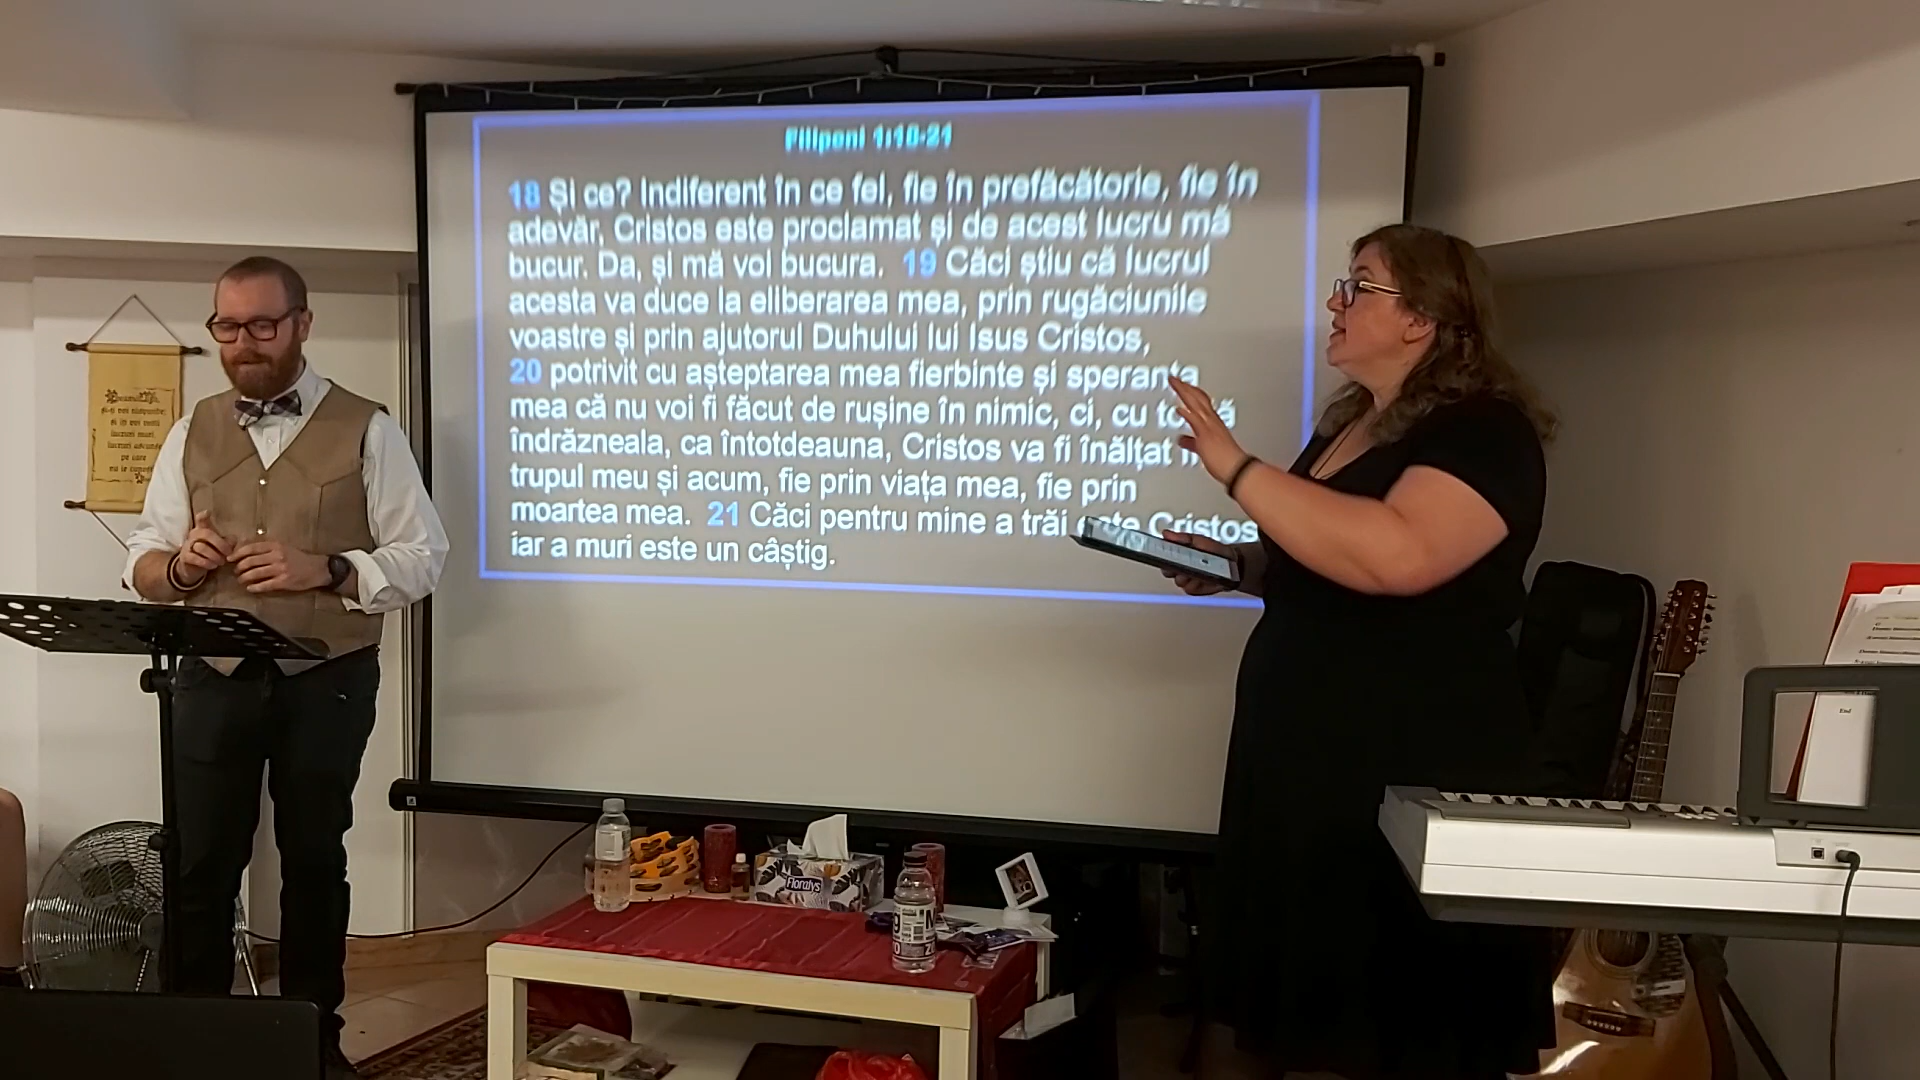 Filipeni 1:18-21
18 Și ce? Indiferent în ce fel, fie în prefăcătorie, fie în
adevăr, Cristos este proclamat și de acest lucru mă
bucur. Da, și mă voi bucura. 19 Căci știu că lucrul
acesta va duce la eliberarea mea, prin rugăciunile
voastre și prin ajutorul Duhului lui Isus Cristos,
20 potrivit cu așteptarea mea fierbinte și speranța
mea că nu voi fi făcut de rușine în nimic, ci, cu toată
îndrăzneala, ca întotdeauna, Cristos va fi înălțat în
trupul meu și acum, fie prin viața mea, fie prin
moartea mea. 21 Căci pentru mine a trăi este Cristos
iar a muri este un câștig.
Floralys
End